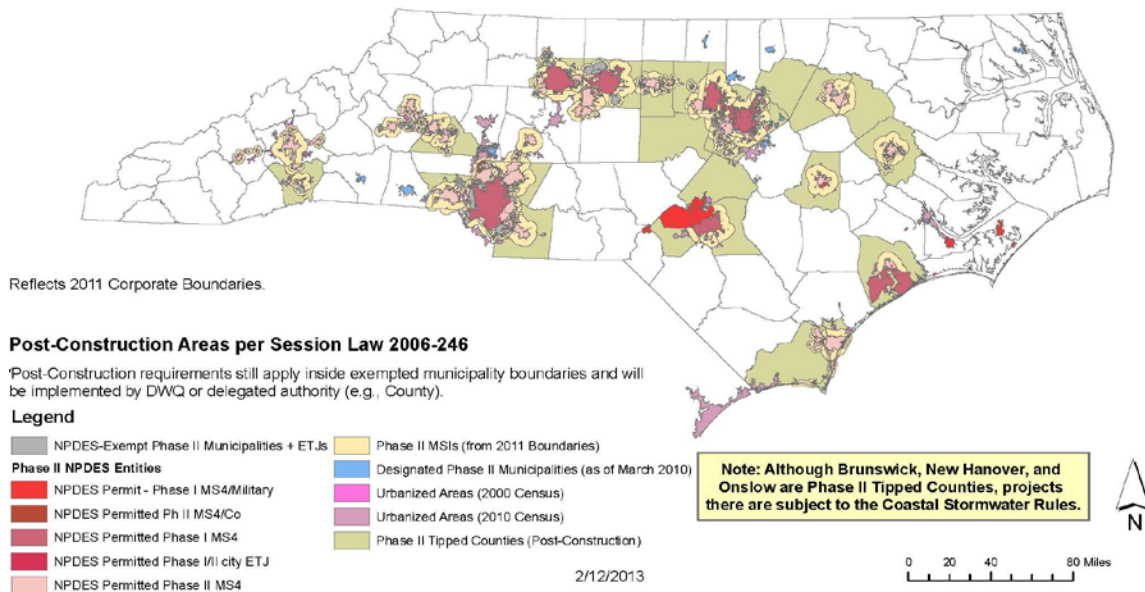 Reflects 2011 Corporate Boundaries.
Post-Construction Areas per Session Law 2006-246
'Post-Construction requirements still apply inside exempted municipality boundaries and will
be implemented by DWQ or delegated authority (e.g., County).
Legend
NPDES-Exempt Phase II Municipalities + ETJs
Phase II NPDES Entities
NPDES Permit - Phase I MS4/Military
NPDES Permitted Ph II MS4/Co
NPDES Permitted Phase I MS4
NPDES Permitted Phase I/II city ETJ
NPDES Permitted Phase II MS4
Phase II MSIs (from 2011 Boundaries)
Designated Phase II Municipalities (as of March 2010)
Urbanized Areas (2000 Census)
Urbanized Areas (2010 Census)
Phase II Tipped Counties (Post-Construction)
2/12/2013
Note: Although Brunswick, New Hanover, and
Onslow are Phase II Tipped Counties, projects
there are subject to the Coastal Stormwater Rules.
N
0 20 40 80 Miles